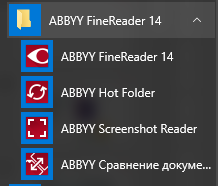 ABBYY FineReader 14
ABBYY FineReader 14
ABBYY Hot Folder
ABBYY Screenshot Reader
ABBYY Сравнение докуме...